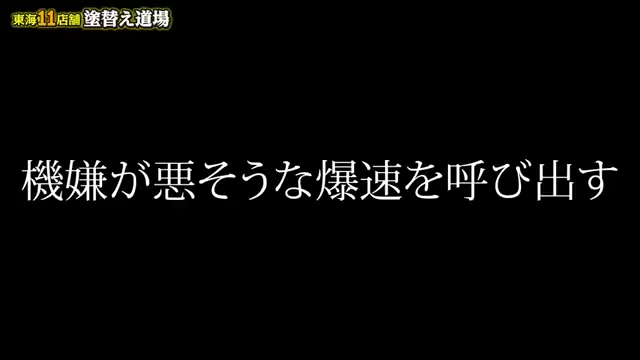 東海11店舗 塗替え道場
機嫌が悪そうな爆速を呼び出す